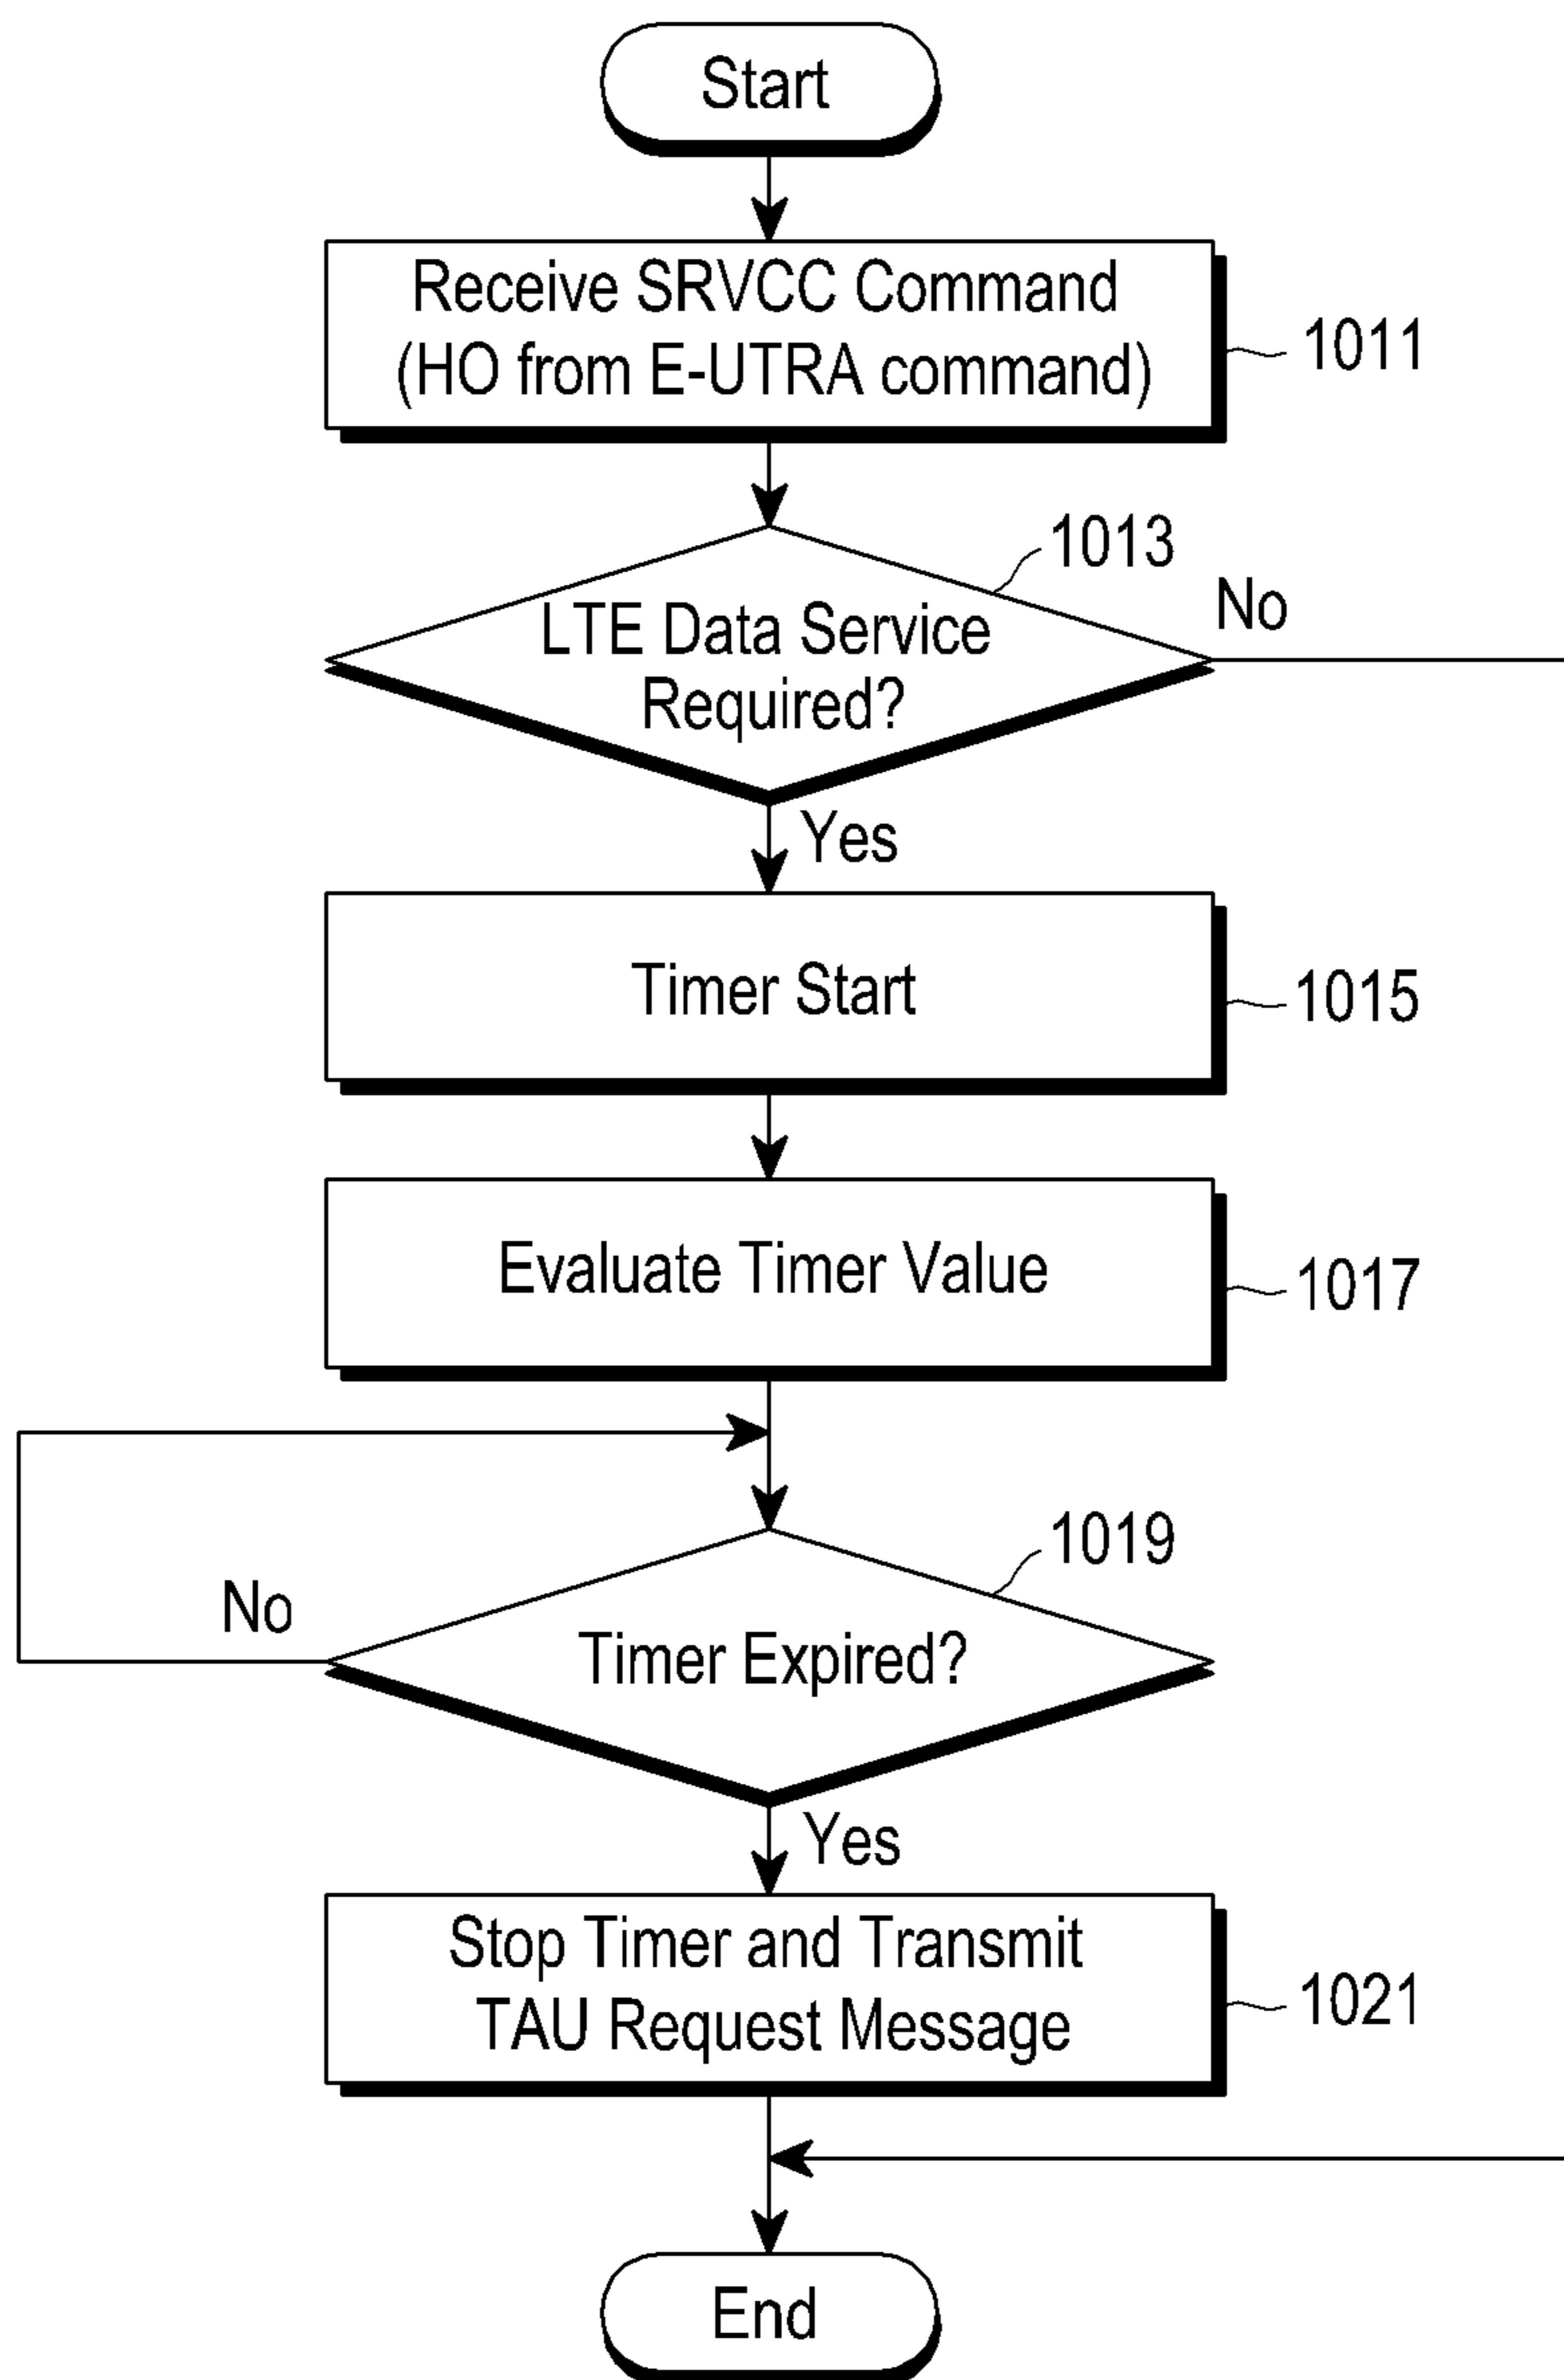 Start
Receive SRVCC Command
(HO from E-UTRA command)
1011
1013
LTE Data Service
Required?
No
Yes
Timer Start
1015
Evaluate Timer Value
1017
1019
No
Timer Expired?
Yes
Stop Timer and Transmit
TAU Request Message
1021
End